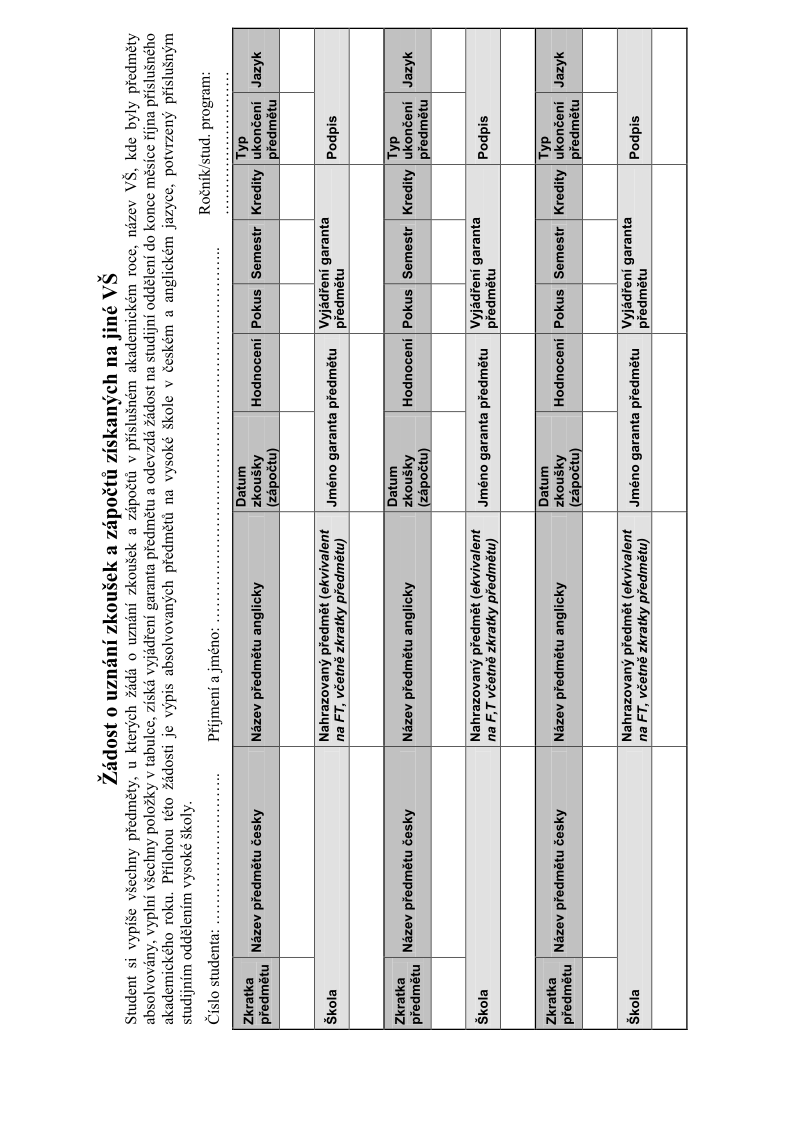 Žádost o uznání zkoušek a zápočtů získaných na jiné VŠ
Student si vypíše všechny předměty, u kterých žádá o uznání zkoušek a zápočtů v příslušném akademickém roce, název VŠ, kde byly předměty
absolvovány, vyplní všechny položky v tabulce, získá vyjádření garanta předmětu a odevzdá žádost na studijní oddělení do konce měsíce října příslušného
akademického roku. Přílohou této žádosti je výpis absolvovaných předmětů na vysoké škole v českém a anglickém jazyce, potvrzený příslušným
studijním oddělením vysoké školy.
Číslo studenta: ……………………….. Příjmení a jméno: ………………………………………………………………….. Ročník/stud. program:
……………………….
Zkratka předmětu Název předmětu česky Název předmětu anglicky Datum zkoušky (zápočtu) Hodnocení Pokus Semestr Kredity Typ ukončení předmětu Jazyk
Škola Nahrazovaný předmět (ekvivalent na FT, včetně zkratky předmětu) Jméno garanta předmětu Vyjádření garanta předmětu Podpis
Zkratka předmětu Název předmětu česky Název předmětu anglicky Datum zkoušky (zápočtu) Hodnocení Pokus Semestr Kredity Typ ukončení předmětu Jazyk
Škola Nahrazovaný předmět (ekvivalent na F,T včetně zkratky předmětu) Jméno garanta předmětu Vyjádření garanta předmětu Podpis
Zkratka předmětu Název předmětu česky Název předmětu anglicky Datum zkoušky (zápočtu) Hodnocení Pokus Semestr Kredity Typ ukončení předmětu Jazyk
Škola Nahrazovaný předmět (ekvivalent na FT, včetně zkratky předmětu) Jméno garanta předmětu Vyjádření garanta předmětu Podpis